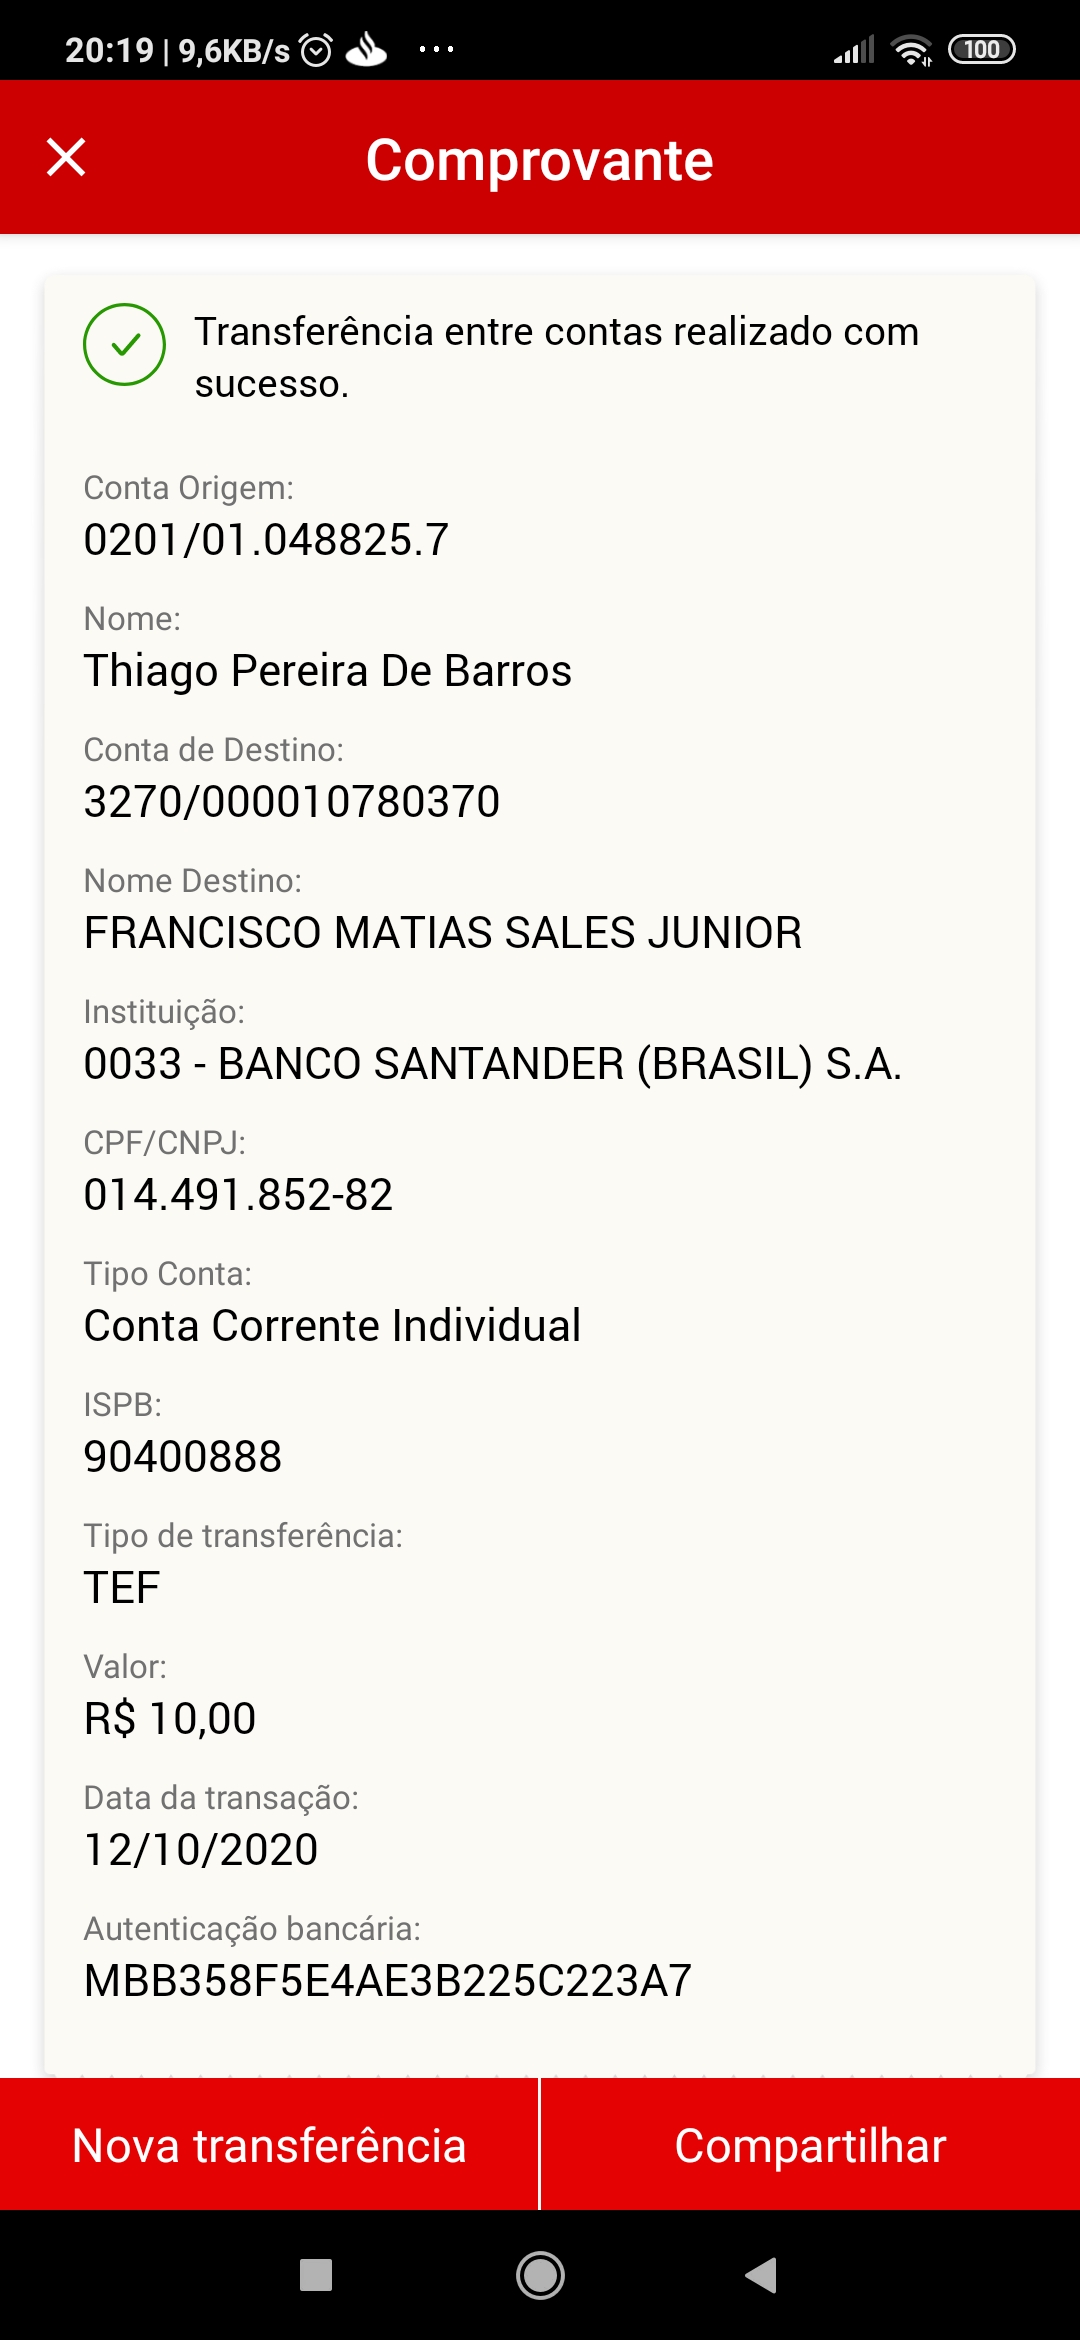 20:19 | 9,6KB/s ... 100
Comprovante
Transferência entre contas realizado com
sucesso.
Conta Origem:
0201/01.048825.7
Nome:
Thiago Pereira De Barros
Conta de Destino:
3270/000010780370
Nome Destino:
FRANCISCO MATIAS SALES JUNIOR
Instituição:
0033 - BANCO SANTANDER (BRASIL) S.A.
CPF/CNPJ:
014.491.852-82
Tipo Conta:
Conta Corrente Individual
ISPB:
90400888
Tipo de transferência:
TEF
Valor:
R$ 10,00
Data da transação:
12/10/2020
Autenticação bancária:
MBB358F5E4AE3B225C223A7
Nova transferência
Compartilhar